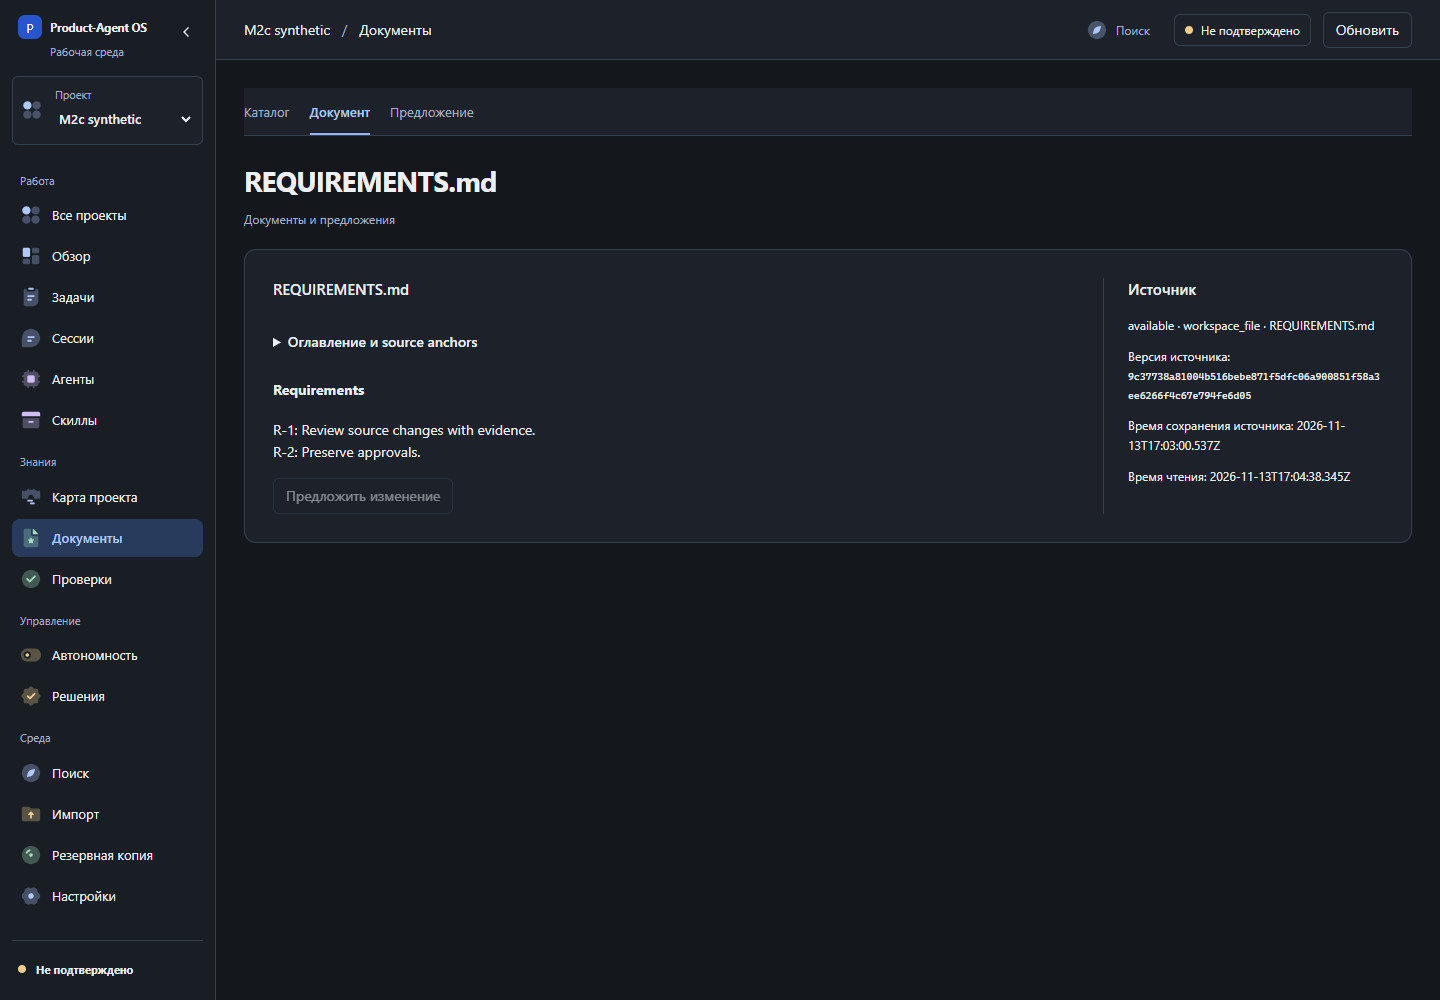 P
Product-Agent OS
Рабочая среда
Проект
M2c synthetic
Работа
Все проекты
Обзор
Задачи
Сессии
Агенты
Скиллы
Знания
Карта проекта
Документы
Проверки
Управление
Автономность
Решения
Среда
Поиск
Импорт
Резервная копия
Настройки
Не подтверждено
M2c synthetic / Документы
Поиск
Не подтверждено
Обновить
Каталог
Документ
Предложение
REQUIREMENTS.md
Документы и предложения
REQUIREMENTS.md
Оглавление и source anchors
Requirements
R-1: Review source changes with evidence.
R-2: Preserve approvals.
Предложить изменение
Источник
available · workspace_file · REQUIREMENTS.md
Версия источника:
9c37738a81004b516bebe871f5dfc06a900851f58a3
ee6266f4c67e794fe6d05
Время сохранения источника: 2026-11-
13T17:03:00.537Z
Время чтения: 2026-11-13T17:04:38.345Z